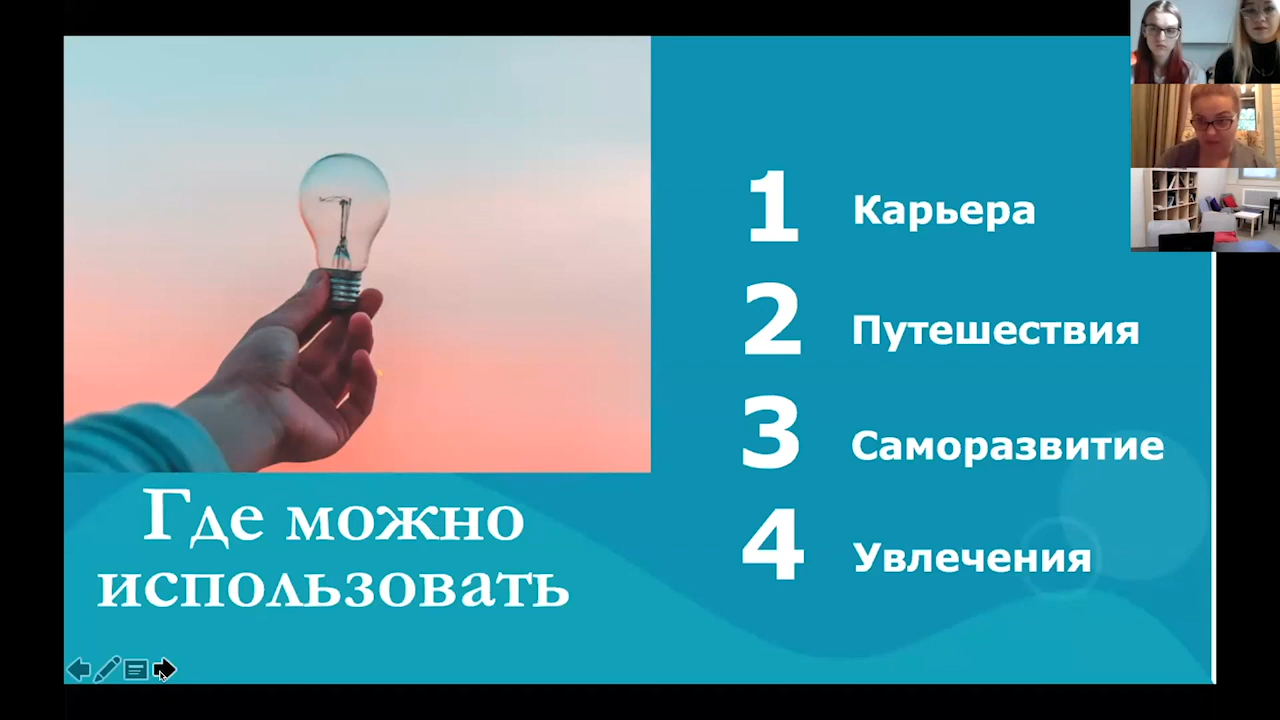 Где можно
использовать
1 Карьера
2 Путешествия
3 Саморазвитие
4 Увлечения